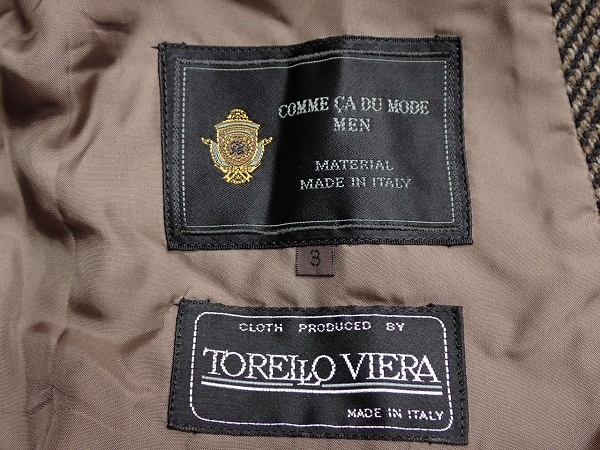 COMME ÇA DU MODE
MEN
MATERIAL
MADE IN ITALY
3
CLOTH PRODUCED BY
TORELLO VIERA
MADE IN ITALY